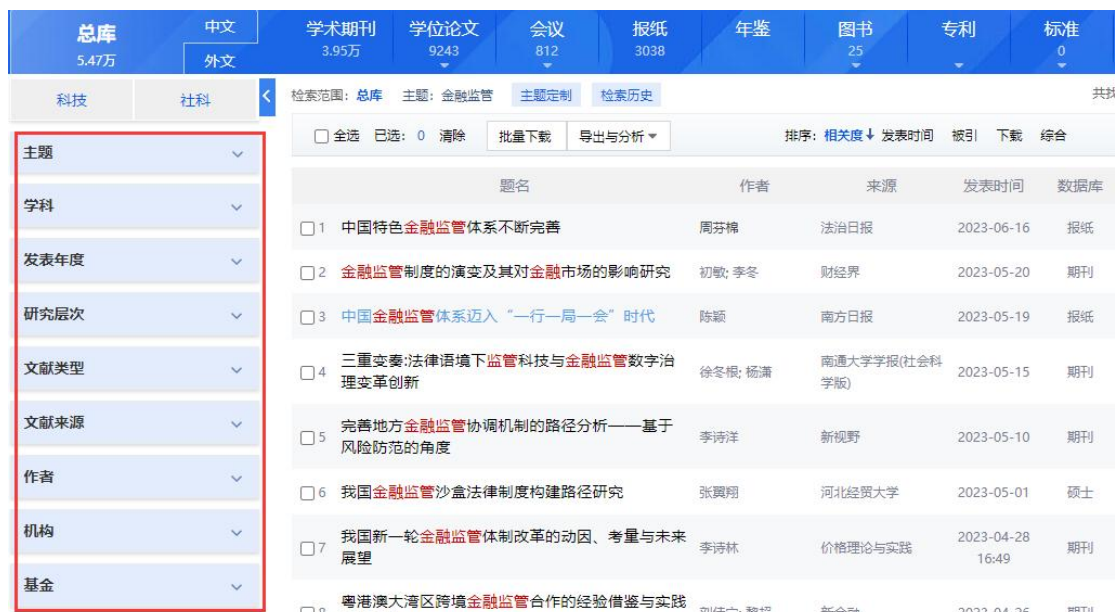 总库
5.47万
中文
外文
学术期刊
3.95万
学位论文
9243
会议
812
报纸
3038
年鉴
图书
25
专利
标准
0
科技
社科
检索范围：总库 主题：金融监管 主题定制 检索历史
共找
全选 已选：0 清除 批量下载 导出与分析
排序：相关度↓ 发表时间 被引 下载 综合
主题
学科
发表年度
研究层次
文献类型
文献来源
作者
机构
基金
题名 作者 来源 发表时间 数据库
1 中国特色金融监管体系不断完善 周芬棉 法治日报 2023-06-16 报纸
2 金融监管制度的演变及其对金融市场的影响研究 初敏; 李冬 财经界 2023-05-20 期刊
3 中国金融监管体系迈入“一行一局一会”时代 陈颖 南方日报 2023-05-19 报纸
4 三重变奏:法律语境下监管科技与金融监管数字治
理变革创新
徐冬根; 杨潇
南通大学学报(社会科
学版)
2023-05-15 期刊
5 完善地方金融监管协调机制的路径分析——基于
风险防范的角度
李诗洋 新视野 2023-05-10 期刊
6 我国金融监管沙盒法律制度构建路径研究 张翼翔 河北经贸大学 2023-05-01 硕士
7 我国新一轮金融监管体制改革的动因、考量与未来
展望
李诗林 价格理论与实践
2023-04-28
16:49
期刊
粤港澳大湾区跨境金融监管合作的经验借鉴与实践